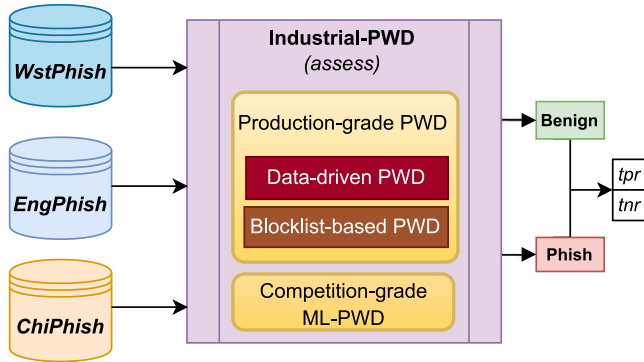 WstPhish
EngPhish
ChiPhish
Industrial-PWD
(assess)
Production-grade PWD
Data-driven PWD
Blocklist-based PWD
Competition-grade
ML-PWD
Benign
Phish
tpr
tnr